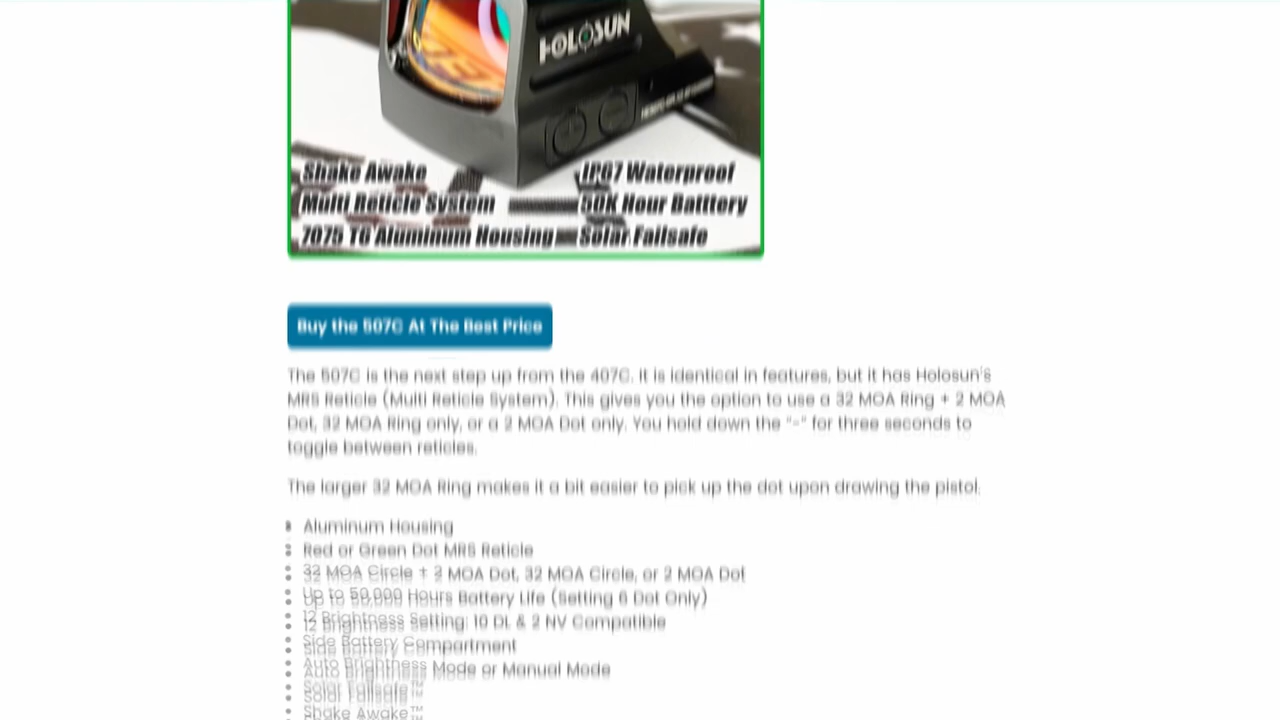 HOLOSUN
Shake Awake
IP67 Waterproof
Multi Reticle System
50K Hour Batttery
7075 T6 Aluminum Housing
Solar Failsafe
Buy the 507C At The Best Price
The 507C is the next step up from the 407C. It is identical in features, but it has Holosun's
MRS Reticle (Multi Reticle System). This gives you the option to use a 32 MOA Ring + 2 MOA
Dot, 32 MOA Ring only, or a 2 MOA Dot only. You hold down the “-” for three seconds to
toggle between reticles.
The larger 32 MOA Ring makes it a bit easier to pick up the dot upon drawing the pistol.
Aluminum Housing
Red or Green Dot MRS Reticle
32 MOA Circle + 2 MOA Dot, 32 MOA Circle, or 2 MOA Dot
Up to 50,000 Hours Battery Life (Setting 6 Dot Only)
12 Brightness Setting: 10 DL & 2 NV Compatible
Side Battery Compartment
Auto Brightness Mode or Manual Mode
Solar Failsafe™
Shake Awake™